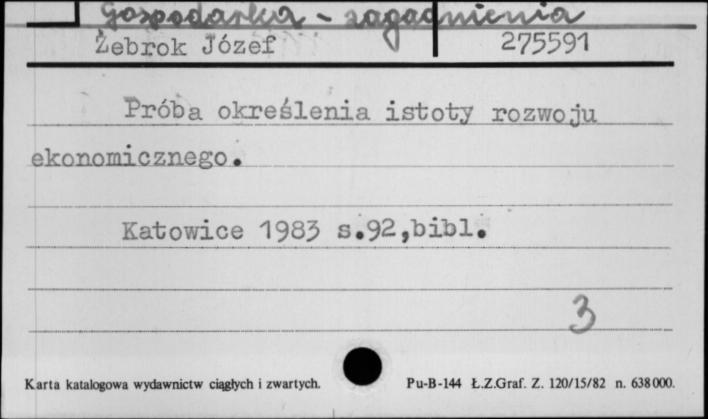 Gospodarka - zagadnienia
Żebrok Józef 275591
Próba określenia istoty rozwoju
ekonomicznego.
Katowice 1983 s.92,bibl.
3
Karta katalogowa wydawnictw ciągłych i zwartych. Pu-B-144 Ł.Z.Graf. Z. 120/15/82 n. 638000.